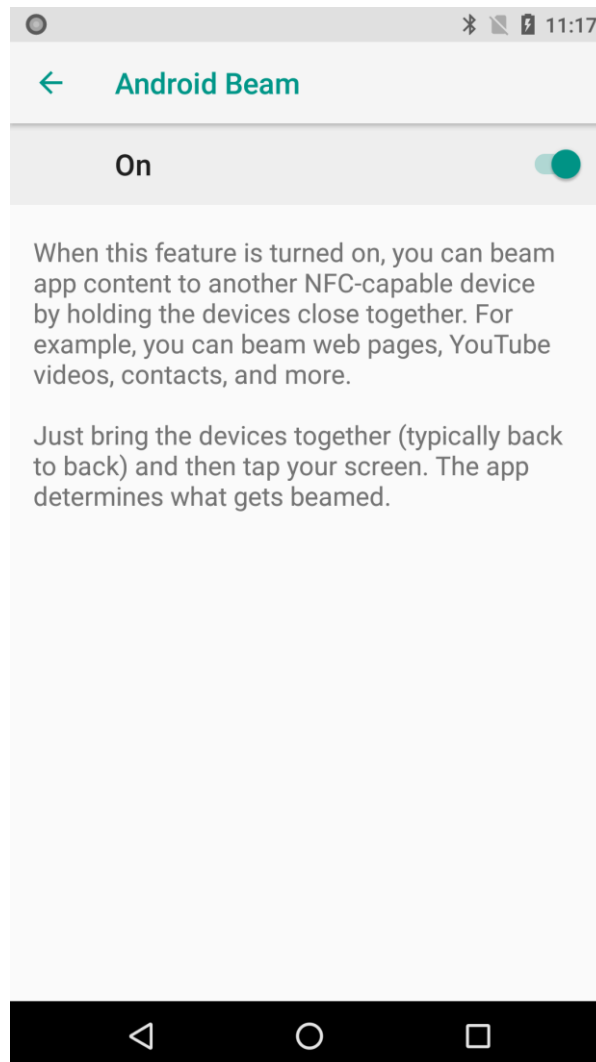 11:17
Android Beam
On
When this feature is turned on, you can beam
app content to another NFC-capable device
by holding the devices close together. For
example, you can beam web pages, YouTube
videos, contacts, and more.
Just bring the devices together (typically back
to back) and then tap your screen. The app
determines what gets beamed.